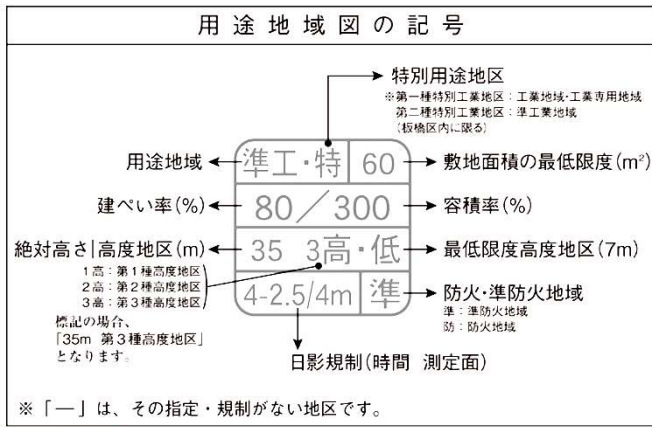 用途地域図の記号
特別用途地区
※第一種特別工業地区：工業地域・工業専用地域
第二種特別工業地区：準工業地域
(板橋区内に限る)
用途地域
準工・特
60
敷地面積の最低限度(m²)
建ぺい率(%)
80／300
容積率(%)
絶対高さ|高度地区(m)
35 3高・低
最低限度高度地区(7m)
1高：第1種高度地区
2高：第2種高度地区
3高：第3種高度地区
標記の場合、
「35m 第3種高度地区」
となります。
4-2.5/4m
準
防火・準防火地域
準：準防火地域
防：防火地域
日影規制(時間 測定面)
※「―」は、その指定・規制がない地区です。